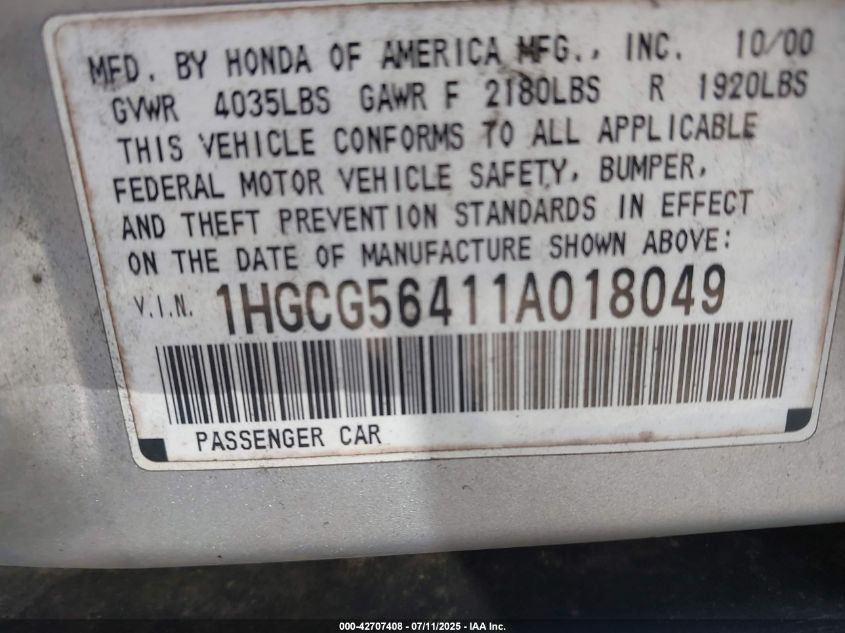 MFD. BY HONDA OF AMERICA MFG., INC. 10/00
GVWR 4035LBS GAWR F 2180LBS R 1920LBS
THIS VEHICLE CONFORMS TO ALL APPLICABLE
FEDERAL MOTOR VEHICLE SAFETY, BUMPER,
AND THEFT PREVENTION STANDARDS IN EFFECT
ON THE DATE OF MANUFACTURE SHOWN ABOVE:
V.I.N. 1HGCG56411A018049
PASSENGER CAR
000-42707408 - 07/11/2025 - IAA Inc.